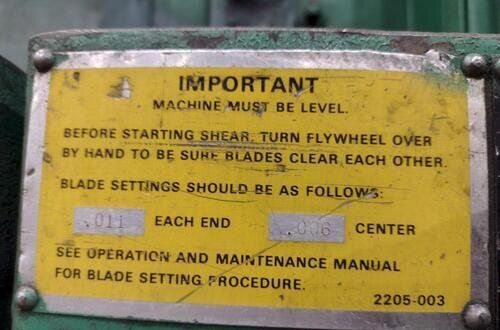 IMPORTANT
MACHINE MUST BE LEVEL.
BEFORE STARTING SHEAR, TURN FLYWHEEL OVER
BY HAND TO BE SURE BLADES CLEAR EACH OTHER.
BLADE SETTINGS SHOULD BE AS FOLLOWS:
.011 EACH END .006 CENTER
SEE OPERATION AND MAINTENANCE MANUAL
FOR BLADE SETTING PROCEDURE.
2205-003